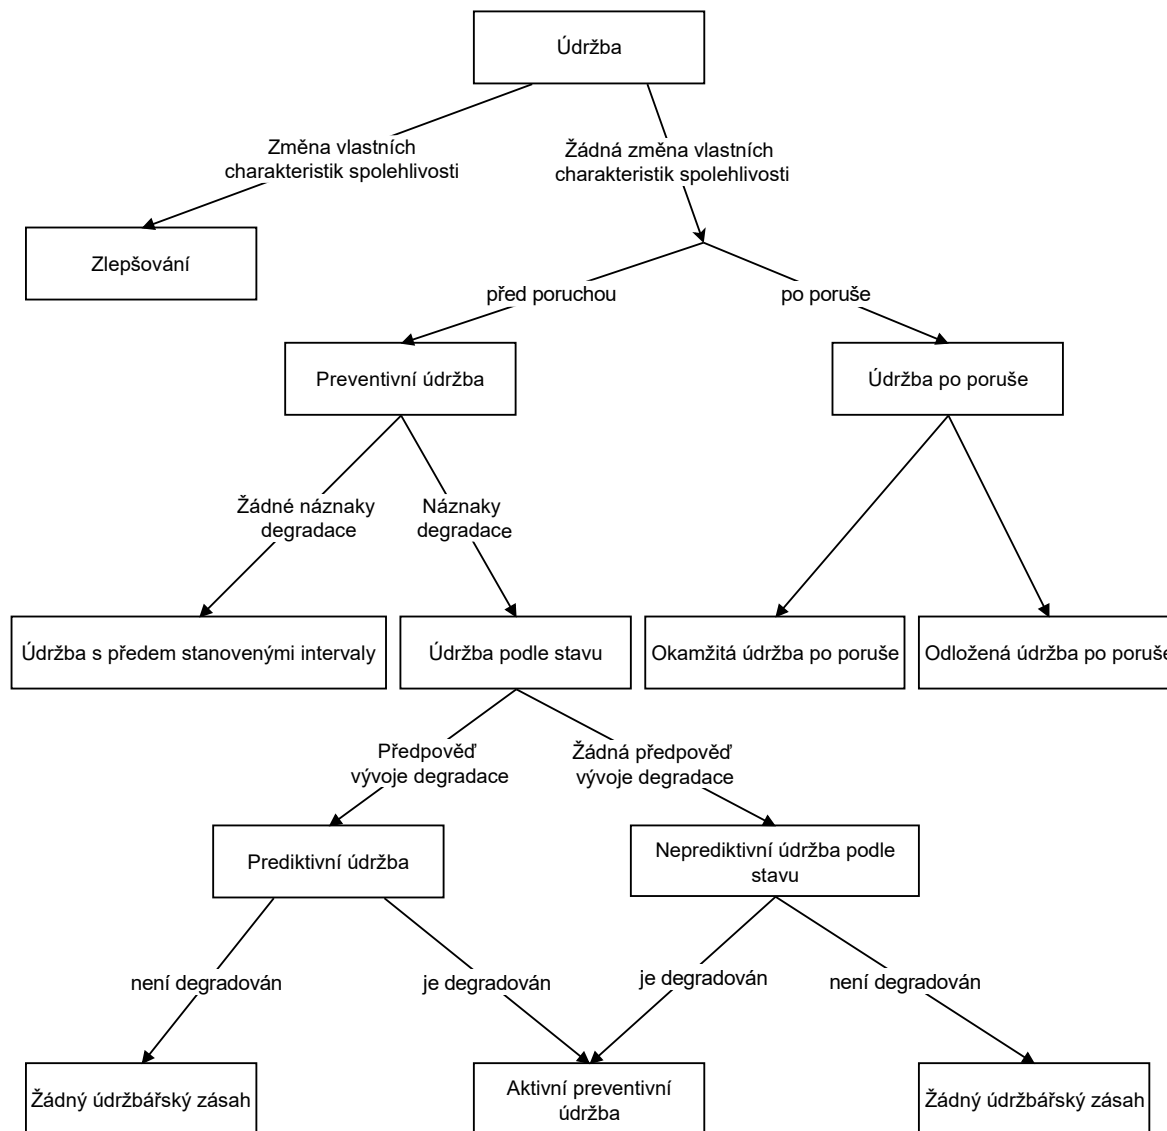 Údržba
Změna vlastních
charakteristik spolehlivosti
Žádná změna vlastních
charakteristik spolehlivosti
Zlepšování
před poruchou
po poruše
Preventivní údržba
Údržba po poruše
Žádné náznaky
degradace
Náznaky
degradace
Údržba s předem stanovenými intervaly
Údržba podle stavu
Okamžitá údržba po poruše
Odložená údržba po poruše
Předpověď
vývoje degradace
Žádná předpověď
vývoje degradace
Prediktivní údržba
Neprediktivní údržba podle
stavu
není degradován
je degradován
je degradován
není degradován
Žádný údržbářský zásah
Aktivní preventivní
údržba
Žádný údržbářský zásah